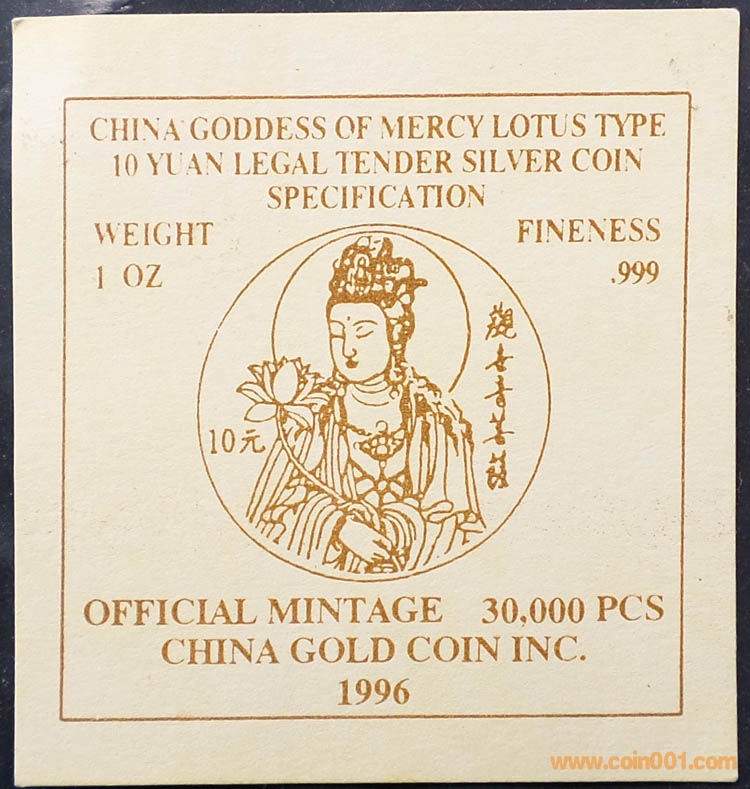 CHINA GODDESS OF MERCY LOTUS TYPE
10 YUAN LEGAL TENDER SILVER COIN
SPECIFICATION
WEIGHT
1 OZ
FINENESS
.999
10元
觀世音菩薩
OFFICIAL MINTAGE 30,000 PCS
CHINA GOLD COIN INC.
1996
www.coin001.com